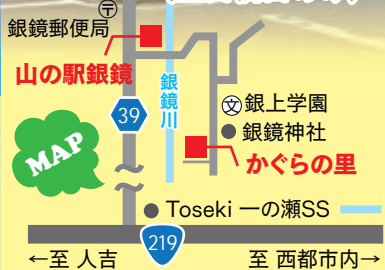 〒
銀鏡郵便局
山の駅銀鏡
銀鏡川
39
文 銀上学園
銀鏡神社
かぐらの里
MAP
Toseki 一の瀬SS
219
←至 人吉
至 西都市内→